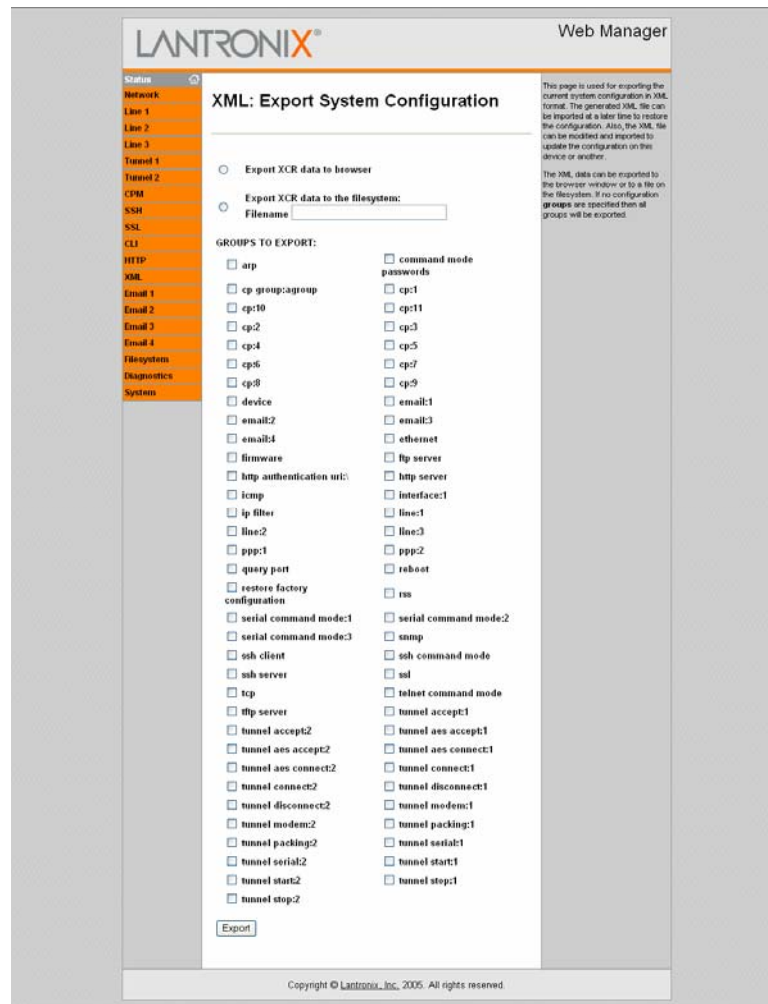 LANTRONIX®
Web Manager
Status
Network
Line 1
Line 2
Line 3
Tunnel 1
Tunnel 2
CPM
SSH
SSL
CLI
HTTP
XML
Email 1
Email 2
Email 3
Email 4
Filesystem
Diagnostics
System
XML: Export System Configuration
Export XCR data to browser
Export XCR data to the filesystem:
Filename
GROUPS TO EXPORT:
arp
command mode
passwords
cp group:agroup
cp:1
cp:10
cp:11
cp:2
cp:3
cp:4
cp:5
cp:6
cp:7
cp:8
cp:9
device
email:1
email:2
email:3
email:4
ethernet
firmware
ftp server
http authentication uri:\
http server
icmp
interface:1
ip filter
line:1
line:2
line:3
ppp:1
ppp:2
query port
reboot
restore factory
configuration
rss
serial command mode:1
serial command mode:2
serial command mode:3
snmp
ssh client
ssh command mode
ssh server
ssl
tcp
telnet command mode
tftp server
tunnel accept:1
tunnel accept:2
tunnel aes accept:1
tunnel aes accept:2
tunnel aes connect:1
tunnel aes connect:2
tunnel connect:1
tunnel connect:2
tunnel disconnect:1
tunnel disconnect:2
tunnel modem:1
tunnel modem:2
tunnel packing:1
tunnel packing:2
tunnel serial:1
tunnel serial:2
tunnel start:1
tunnel start:2
tunnel stop:1
tunnel stop:2
Export
This page is used for exporting the
current system configuration in XML
format. The generated XML file can
be imported at a later time to restore
the configuration. Also, the XML file
can be modified and imported to
update the configuration on this
device or another.
The XML data can be exported to
the browser window or to a file on
the filesystem. If no configuration
groups are specified then all
groups will be exported.
Copyright © Lantronix, Inc. 2005. All rights reserved.